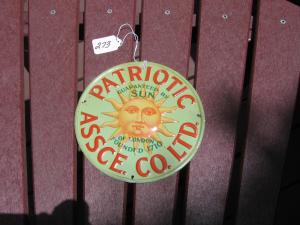 273
PATRIOTIC
GUARANTEED BY
SUN
OF LONDON
FOUNDED 1710
ASSCE. CO. LTD.